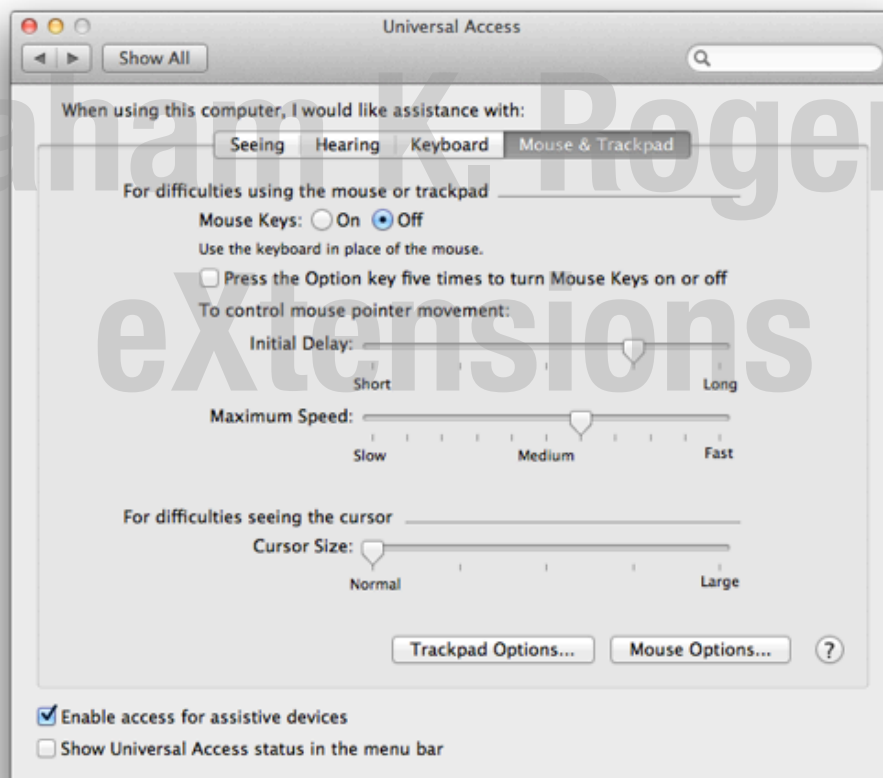 Universal Access
Show All
When using this computer, I would like assistance with:
Seeing Hearing Keyboard Mouse & Trackpad
For difficulties using the mouse or trackpad
Mouse Keys: On Off
Use the keyboard in place of the mouse.
Press the Option key five times to turn Mouse Keys on or off
To control mouse pointer movement:
Initial Delay:
Short Long
Maximum Speed:
Slow Medium Fast
For difficulties seeing the cursor
Cursor Size:
Normal Large
Trackpad Options... Mouse Options... ?
Enable access for assistive devices
Show Universal Access status in the menu bar
aham K. Roger
eXtensions